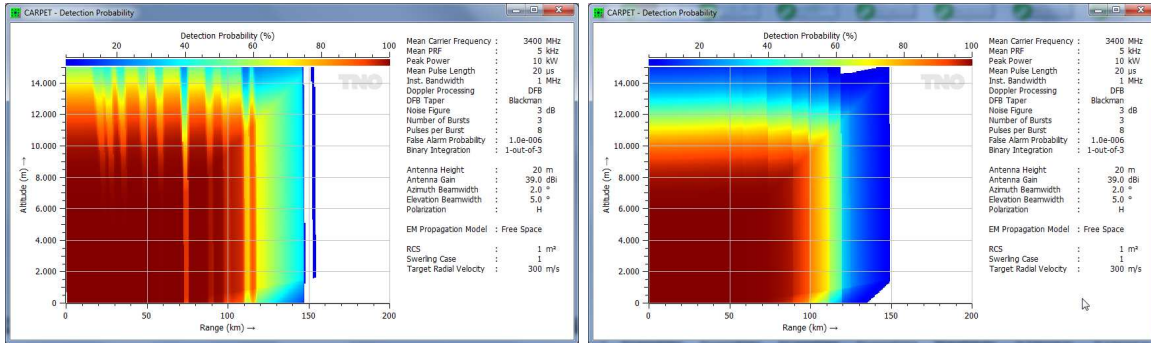 CARPET - Detection Probability
Detection Probability (%)
20 40 60 80 100
14.000
12.000
10.000
8.000
6.000
4.000
2.000
0
Altitude (m) →
0 50 100 150 200
Range (km) →
TNO
Mean Carrier Frequency : 3400 MHz
Mean PRF : 5 kHz
Peak Power : 10 kW
Mean Pulse Length : 20 µs
Inst. Bandwidth : 1 MHz
Doppler Processing : DFB
DFB Taper : Blackman
Noise Figure : 3 dB
Number of Bursts : 3
Pulses per Burst : 8
False Alarm Probability : 1.0e-006
Binary Integration : 1-out-of-3
Antenna Height : 20 m
Antenna Gain : 39.0 dBi
Azimuth Beamwidth : 2.0 °
Elevation Beamwidth : 5.0 °
Polarization : H
EM Propagation Model : Free Space
RCS : 1 m²
Swerling Case : 1
Target Radial Velocity : 300 m/s
CARPET - Detection Probability
Detection Probability (%)
20 40 60 80 100
14.000
12.000
10.000
8.000
6.000
4.000
2.000
0
Altitude (m) →
0 50 100 150 200
Range (km) →
TNO
Mean Carrier Frequency : 3400 MHz
Mean PRF : 5 kHz
Peak Power : 10 kW
Mean Pulse Length : 20 µs
Inst. Bandwidth : 1 MHz
Doppler Processing : DFB
DFB Taper : Blackman
Noise Figure : 3 dB
Number of Bursts : 3
Pulses per Burst : 8
False Alarm Probability : 1.0e-006
Binary Integration : 1-out-of-3
Antenna Height : 20 m
Antenna Gain : 39.0 dBi
Azimuth Beamwidth : 2.0 °
Elevation Beamwidth : 5.0 °
Polarization : H
EM Propagation Model : Free Space
RCS : 1 m²
Swerling Case : 1
Target Radial Velocity : 300 m/s